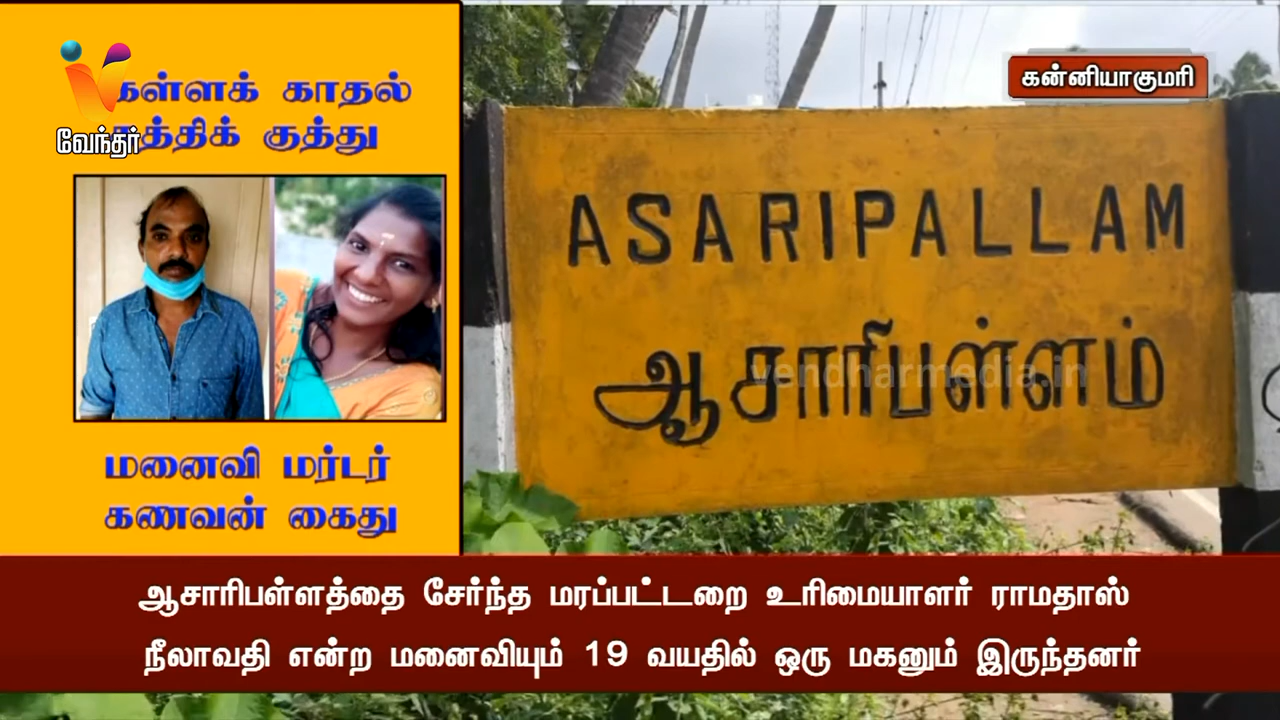 கள்ளக் காதல்
கத்திக் குத்து
வேந்தர்
மனைவி மர்டர்
கணவன் கைது
கன்னியாகுமரி
ASARIPALLAM
ஆசாரிபள்ளம்
vendharmedia.in
ஆசாரிபள்ளத்தை சேர்ந்த மரப்பட்டறை உரிமையாளர் ராமதாஸ்
நீலாவதி என்ற மனைவியும் 19 வயதில் ஒரு மகனும் இருந்தனர்